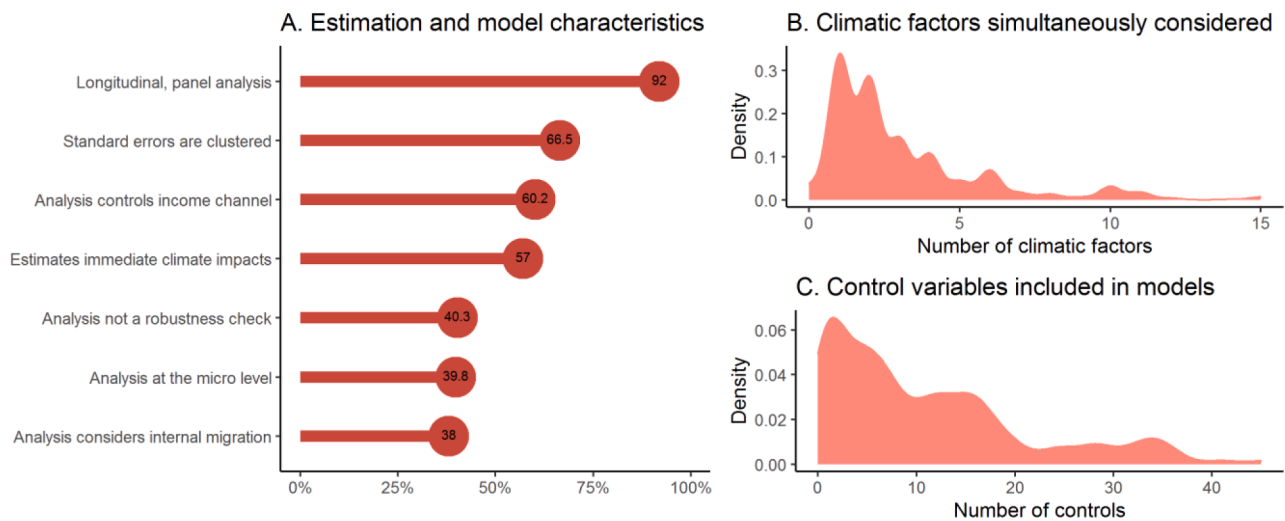 A. Estimation and model characteristics
Longitudinal, panel analysis
92
Standard errors are clustered
66.5
Analysis controls income channel
60.2
Estimates immediate climate impacts
57
Analysis not a robustness check
40.3
Analysis at the micro level
39.8
Analysis considers internal migration
38
0% 25% 50% 75% 100%
B. Climatic factors simultaneously considered
Density
0.3
0.2
0.1
0.0
0 5 10 15
Number of climatic factors
C. Control variables included in models
Density
0.06
0.04
0.02
0.00
0 10 20 30 40
Number of controls